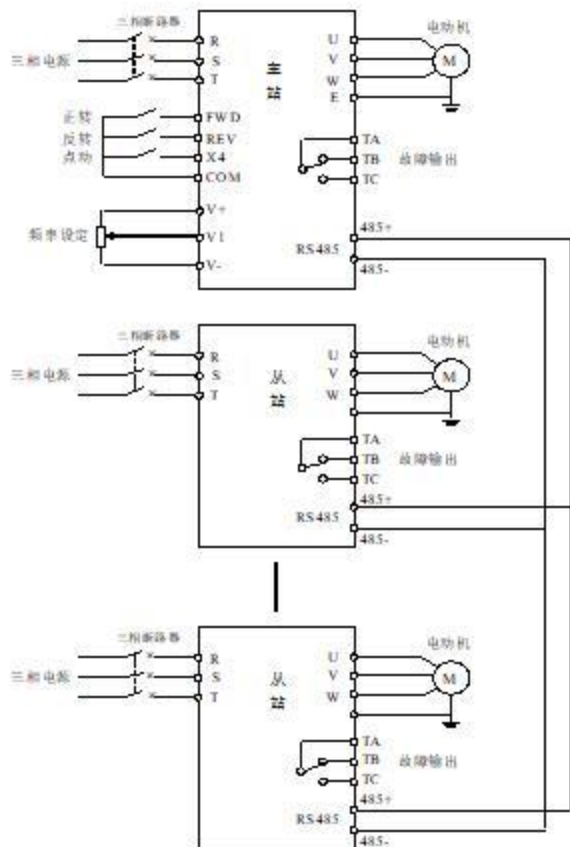 三相断路器
三相电源
R
S
T
主
站
U
V
W
E
电动机
M
正转
反转
点动
FWD
REV
X4
COM
TA
TB
TC
故障输出
频率设定
V+
V1
V-
RS485
485+
485-
三相断路器
三相电源
R
S
T
从
站
U
V
W
电动机
M
TA
TB
TC
故障输出
RS485
485+
485-
三相断路器
三相电源
R
S
T
从
站
U
V
W
电动机
M
TA
TB
TC
故障输出
RS485
485+
485-